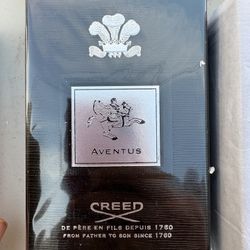 AVENTUS
CREED
DE PÈRE EN FILS DEPUIS 1760
FROM FATHER TO SON SINCE 1760